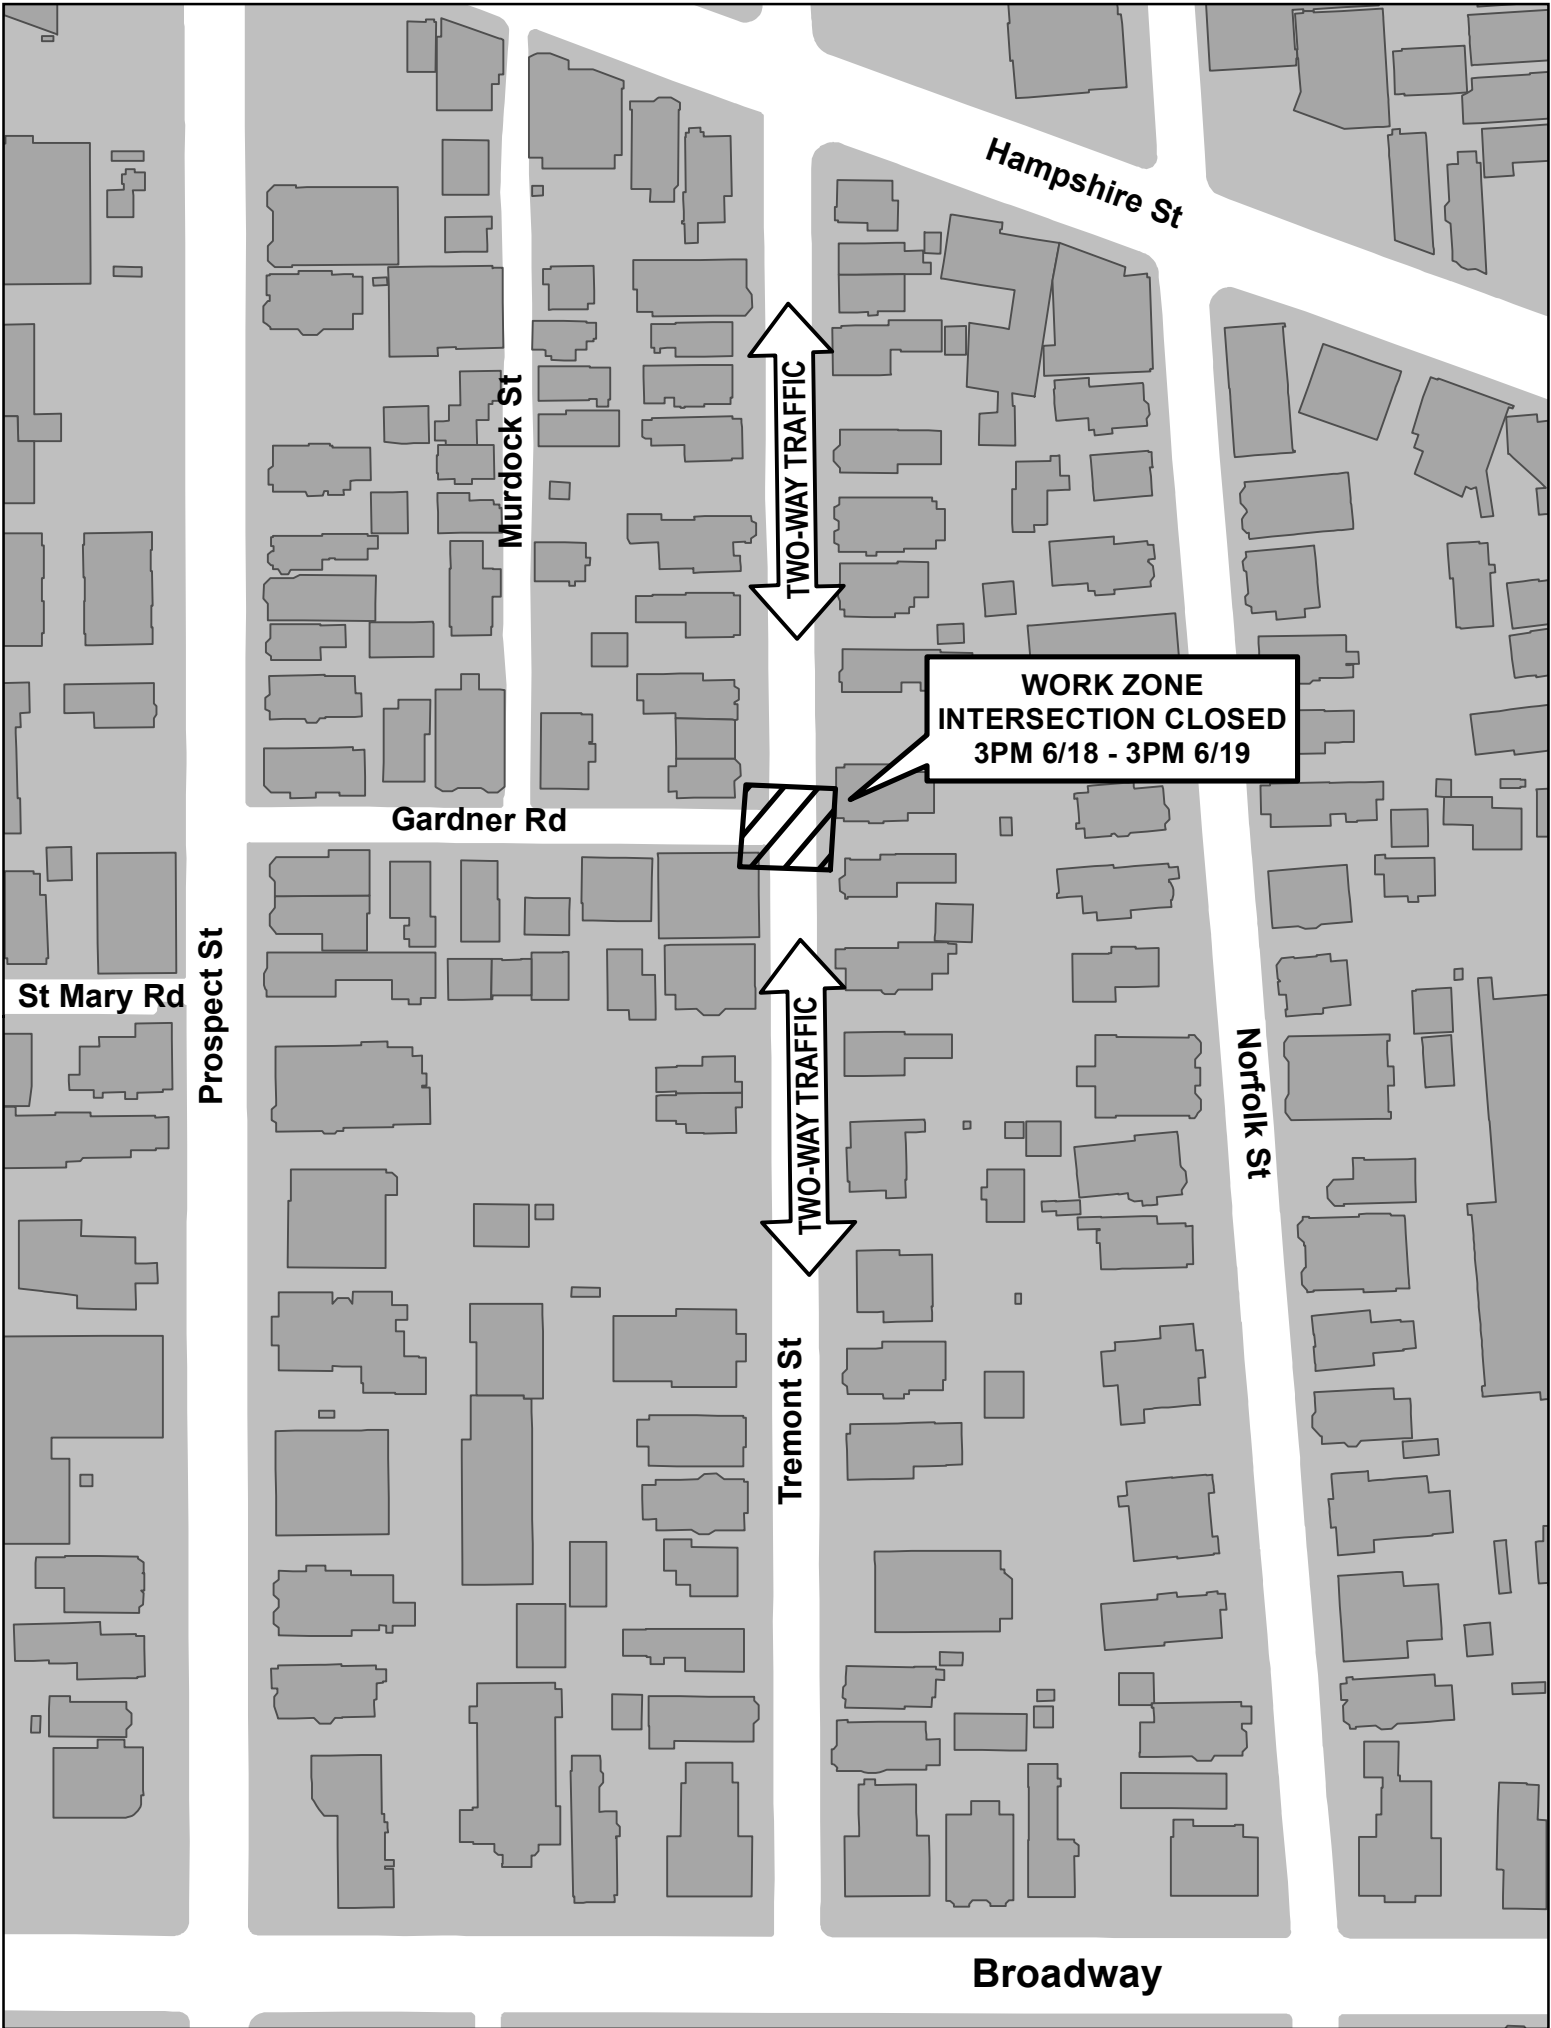 Hampshire St
TWO-WAY TRAFFIC
Murdock St
WORK ZONE
INTERSECTION CLOSED
3PM 6/18 - 3PM 6/19
Gardner Rd
St Mary Rd
Prospect St
TWO-WAY TRAFFIC
Norfolk St
Tremont St
Broadway